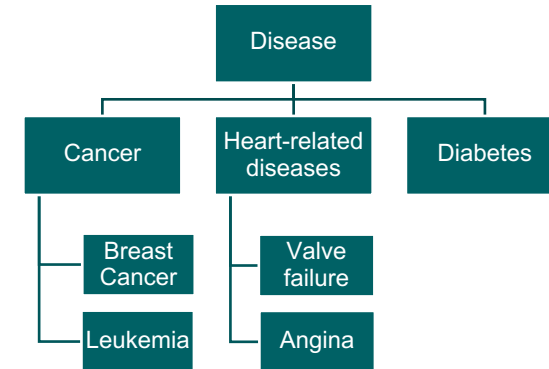 Disease
Cancer
Heart-related
diseases
Diabetes
Breast
Cancer
Valve
failure
Leukemia
Angina